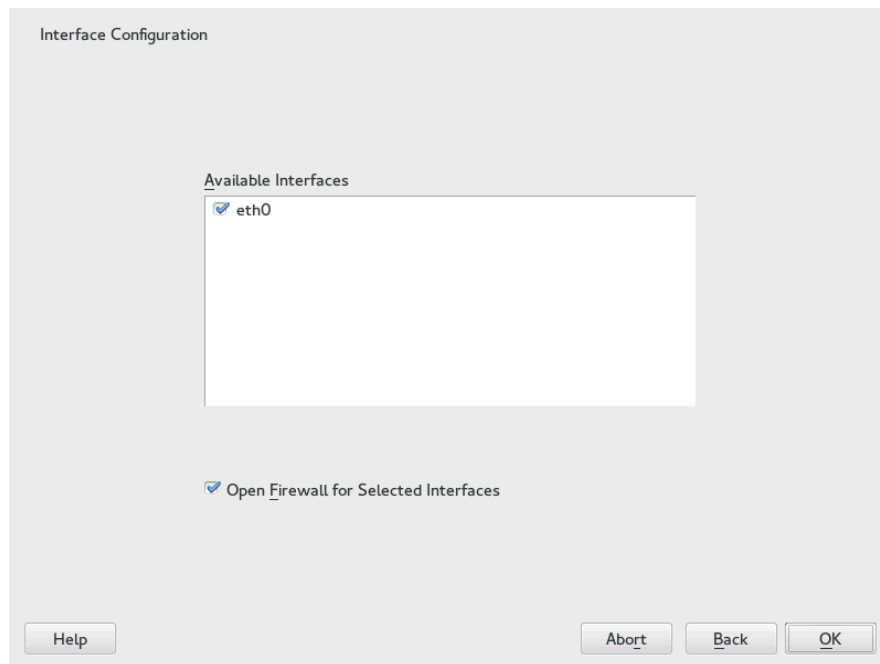 Interface Configuration
Available Interfaces
eth0
Open Firewall for Selected Interfaces
Help Abort Back OK